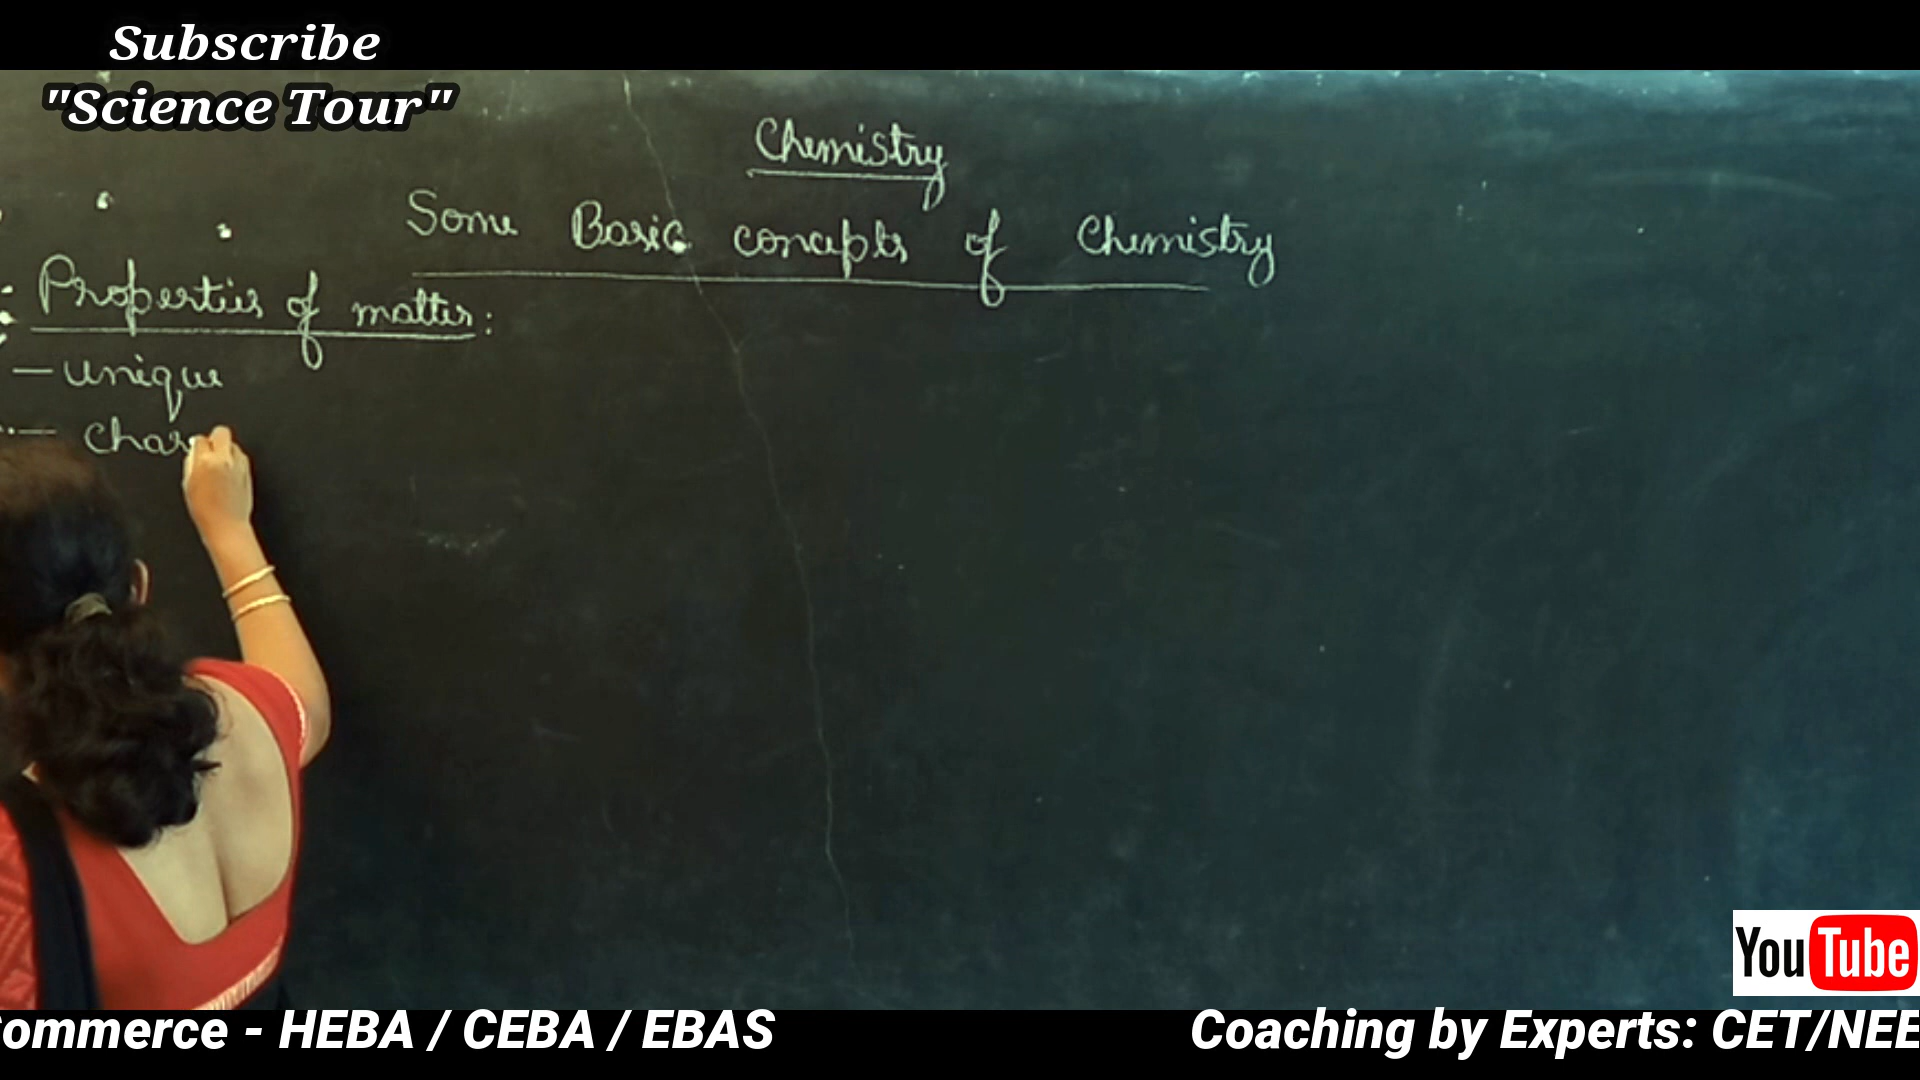 Subscribe
"Science Tour"
Chemistry
Some Basic concepts of Chemistry
Properties of matter:
— unique
— Char
YouTube
ommerce - HEBA / CEBA / EBAS
Coaching by Experts: CET/NEE